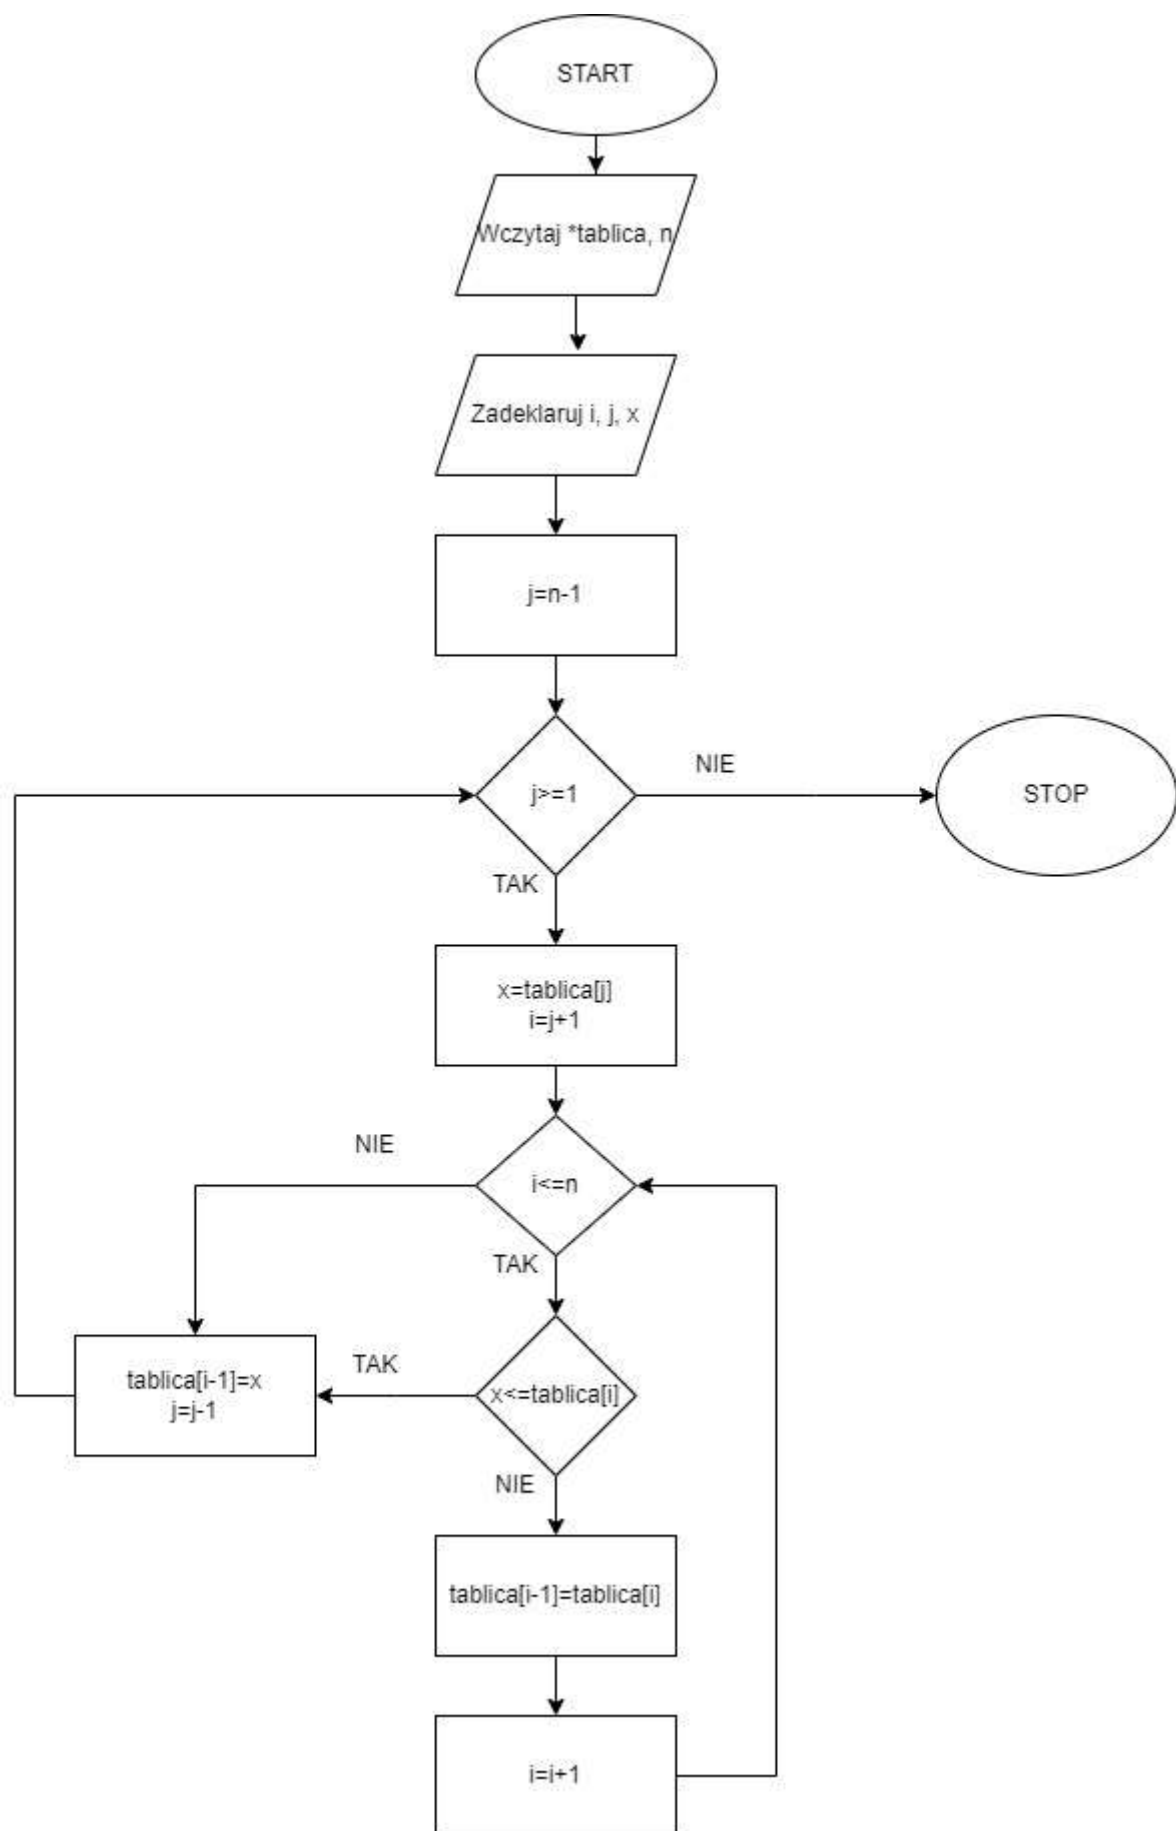 START
Wczytaj *tablica, n
Zadeklaruj i, j, x
j=n-1
j>=1
NIE
STOP
TAK
x=tablica[j]
i=j+1
NIE
i<=n
TAK
tablica[i-1]=x
j=j-1
TAK
x<=tablica[i]
NIE
tablica[i-1]=tablica[i]
i=i+1